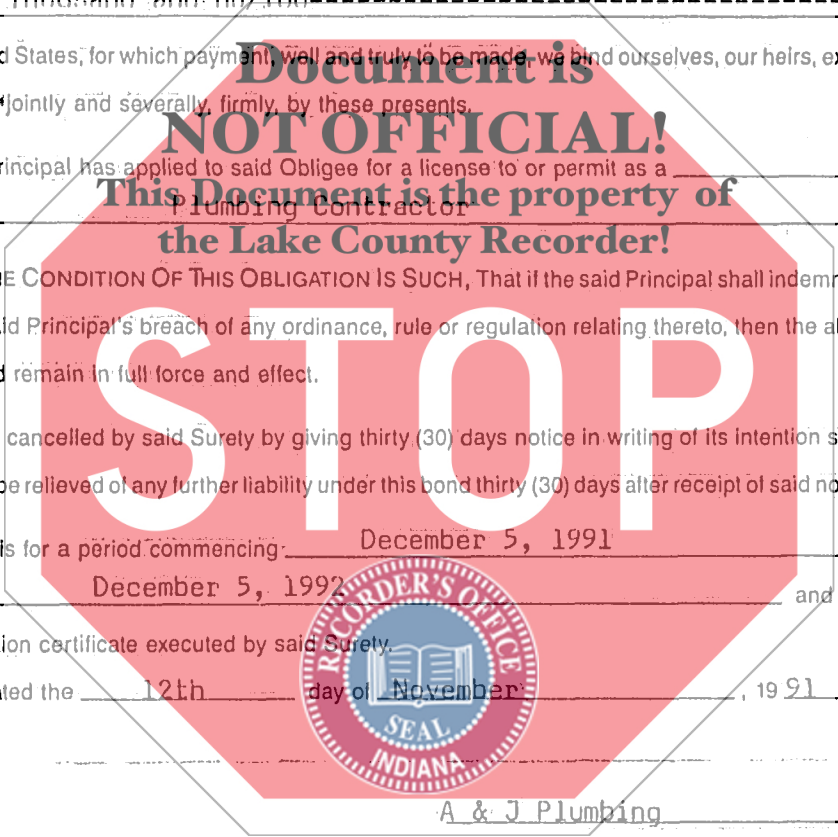 Thousand and no/100
d States, for which payment, well and truly to be made, we bind ourselves, our heirs, ex
Document is
jointly and severally, firmly, by these presents.
NOT OFFICIAL!
rincipal has applied to said Obligee for a license to or permit as a
This Document is the property of
Plumbing Contractor
the Lake County Recorder!
E CONDITION OF THIS OBLIGATION IS SUCH, That if the said Principal shall indemn
id Principal's breach of any ordinance, rule or regulation relating thereto, then the a
d remain in full force and effect.
STOP
cancelled by said Surety by giving thirty (30) days notice in writing of its intention s
be relieved of any further liability under this bond thirty (30) days after receipt of said no
is for a period commencing December 5, 1991
December 5, 1992 and
ion certificate executed by said Surety.
ted the 12th day of November, 19 91
RECORDER'S OFFICE
SEAL
INDIANA
A & J Plumbing